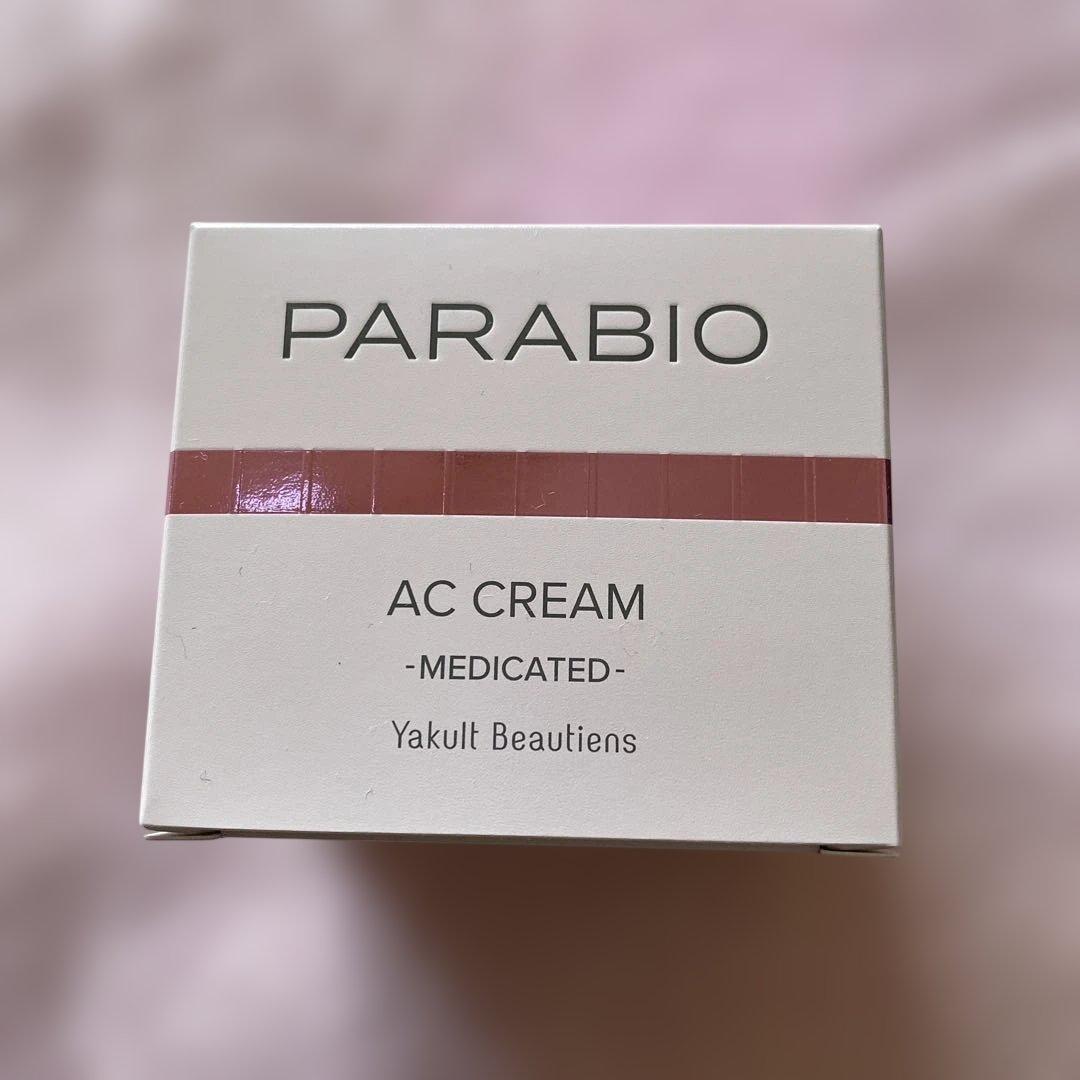 PARABIO
AC CREAM
-MEDICATED-
Yakult Beautiens